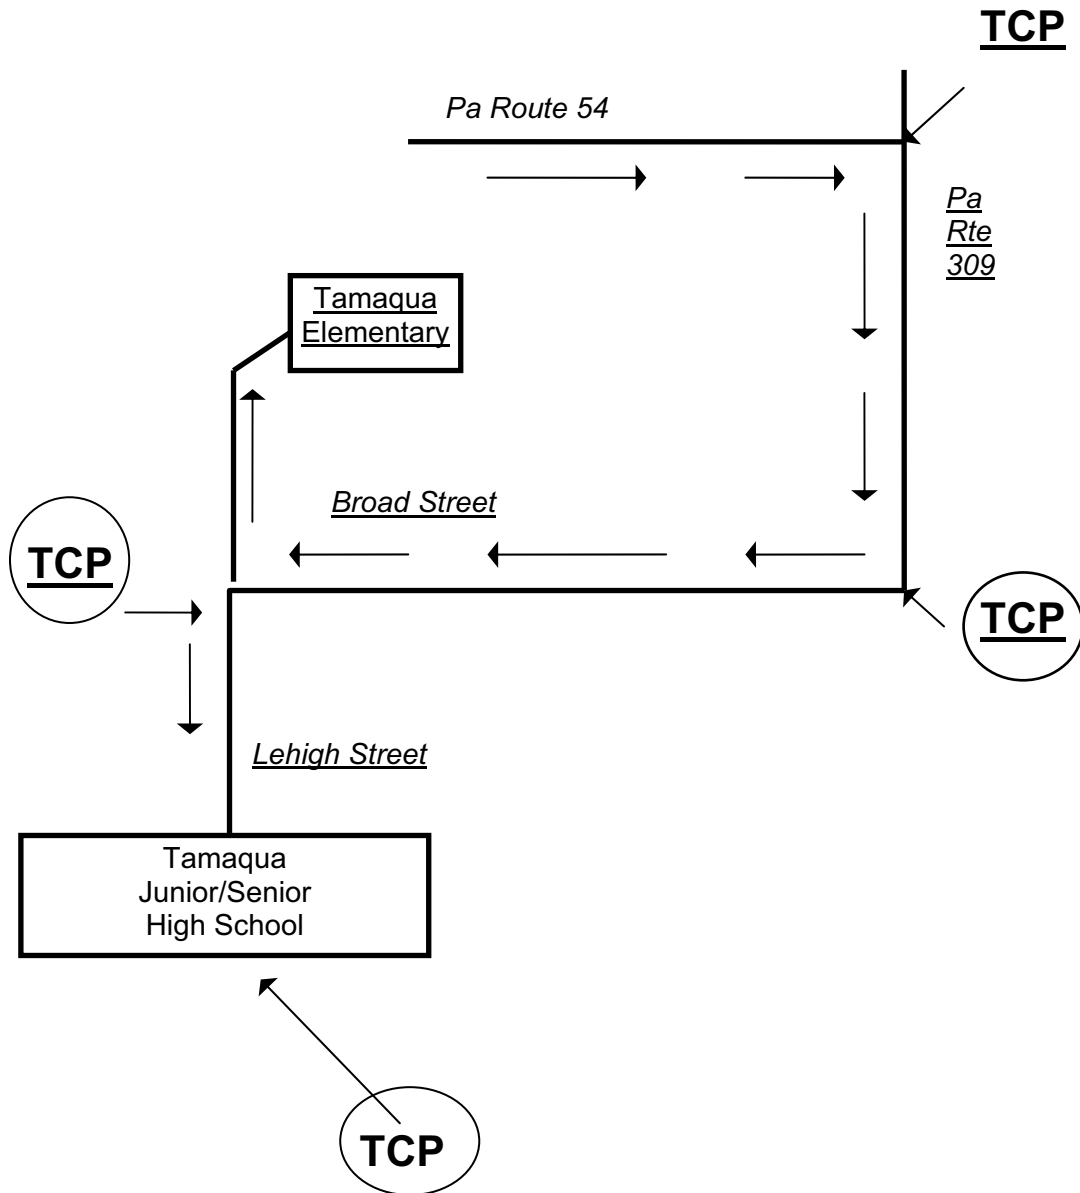 TCP
Pa Route 54
Pa
Rte
309
Tamaqua
Elementary
Broad Street
TCP
TCP
Lehigh Street
Tamaqua
Junior/Senior
High School
TCP